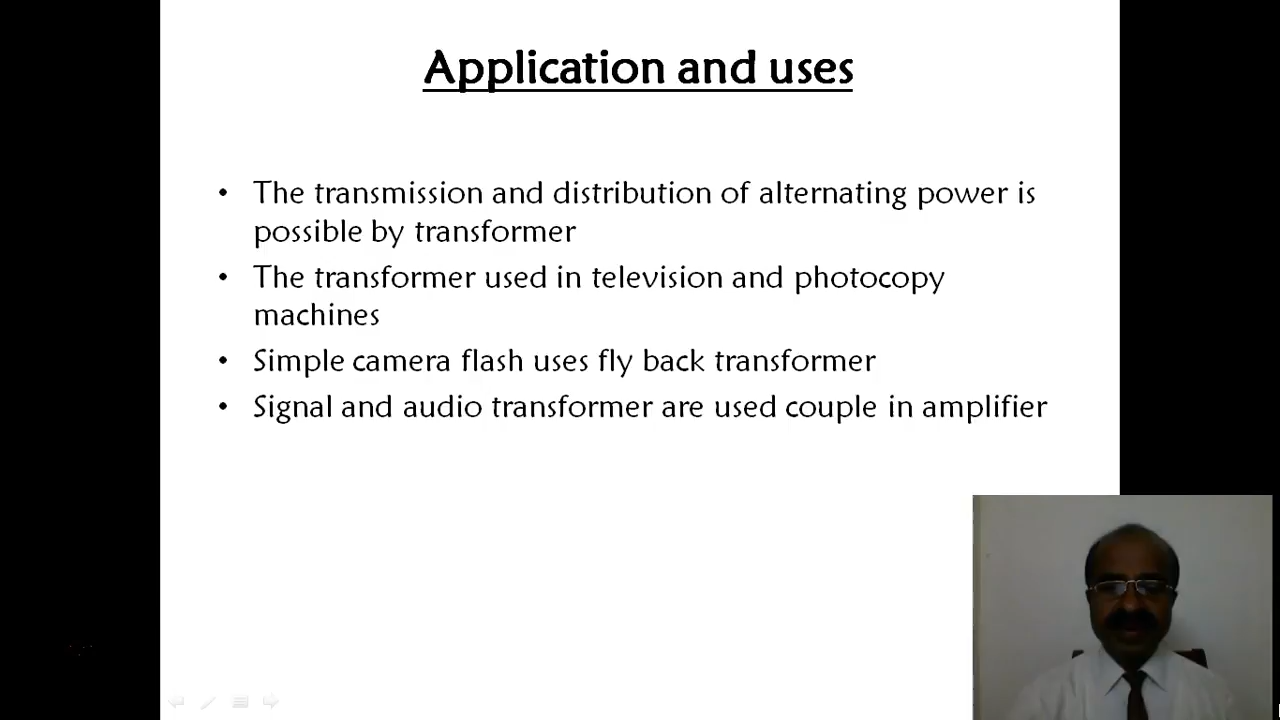 Application and uses
• The transmission and distribution of alternating power is
possible by transformer
• The transformer used in television and photocopy
machines
• Simple camera flash uses fly back transformer
• Signal and audio transformer are used couple in amplifier